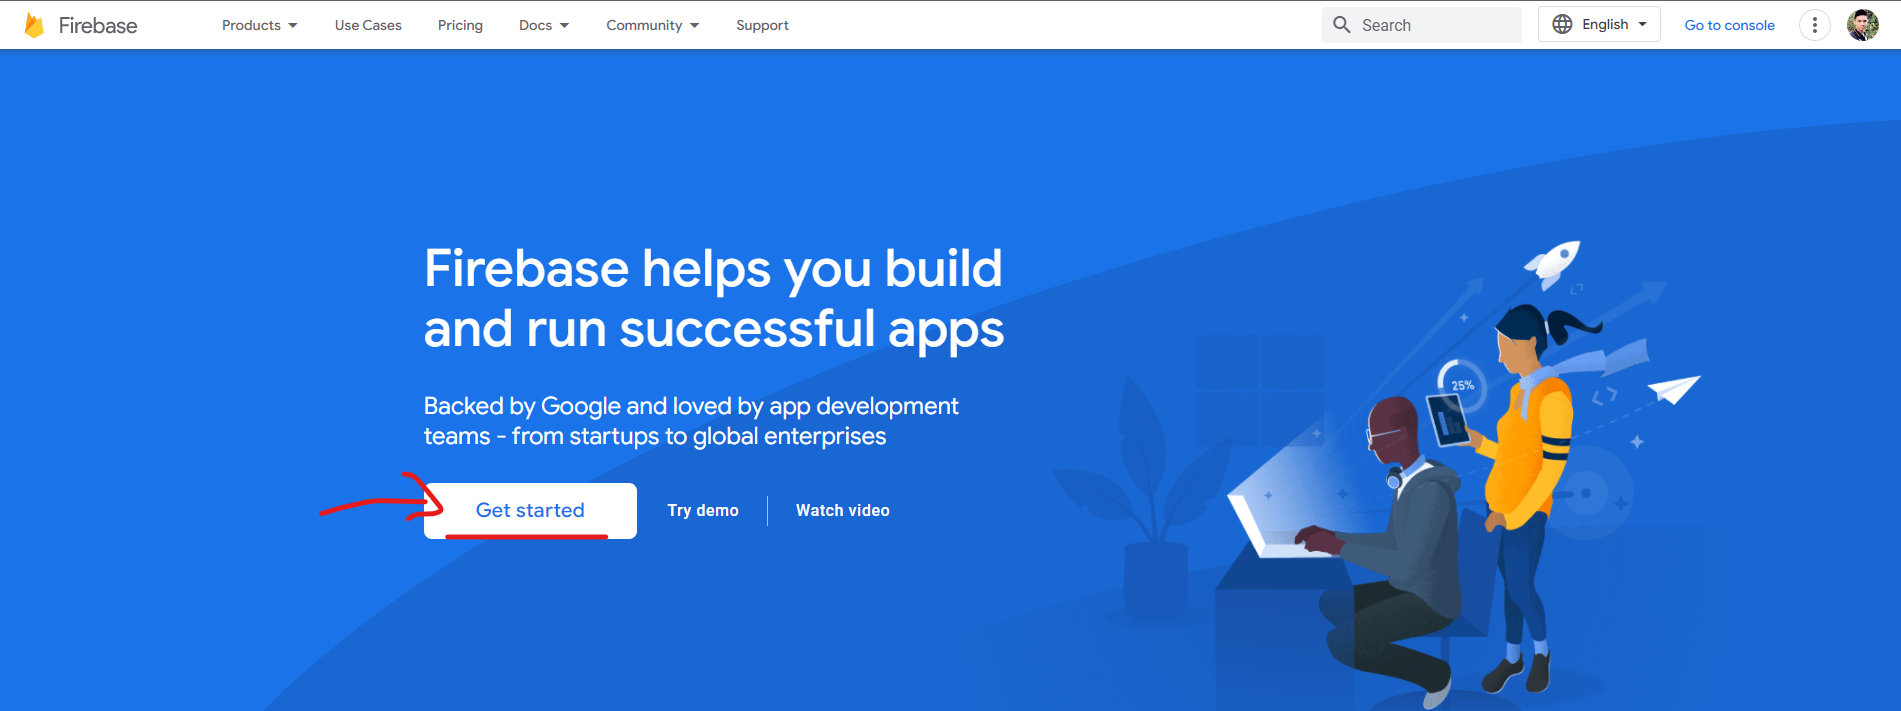 Firebase
Products
Use Cases
Pricing
Docs
Community
Support
Search
English
Go to console
Firebase helps you build
and run successful apps
Backed by Google and loved by app development
teams - from startups to global enterprises
Get started
Try demo
Watch video
25%